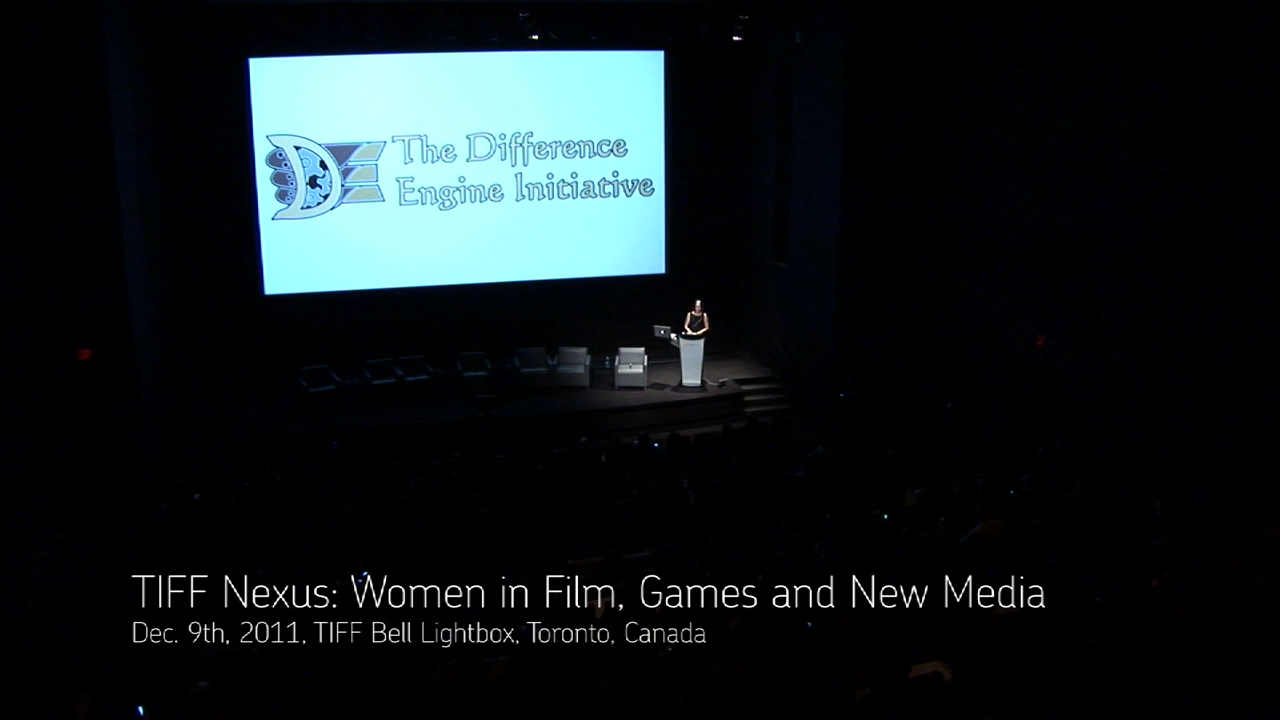 The Difference
Engine Initiative
TIFF Nexus: Women in Film, Games and New Media
Dec. 9th, 2011, TIFF Bell Lightbox, Toronto, Canada